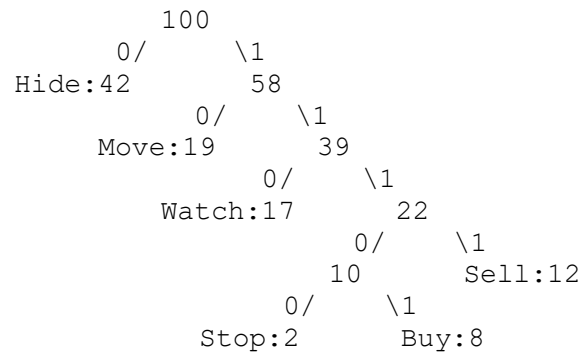 100
0/ \1
Hide:42 58
0/ \1
Move:19 39
0/ \1
Watch:17 22
0/ \1
10 Sell:12
0/ \1
Stop:2 Buy:8